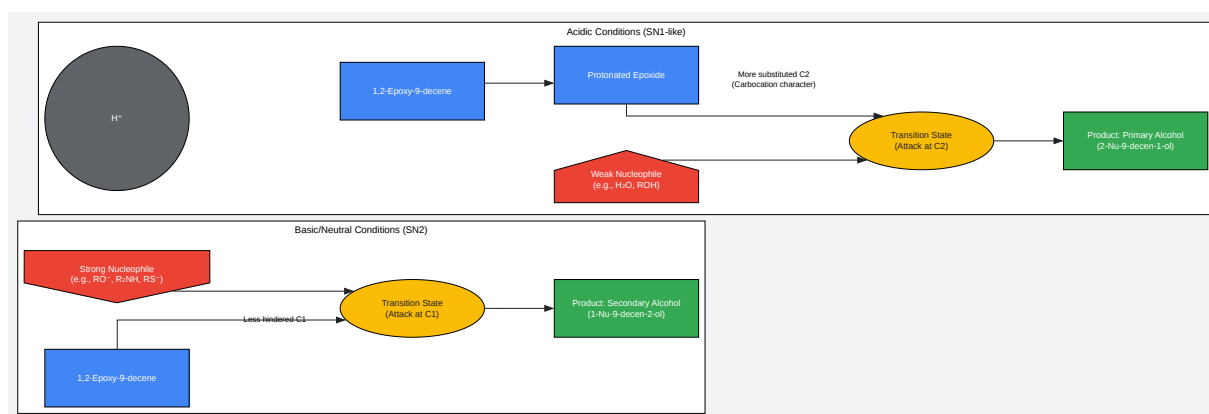 Acidic Conditions (SN1-like)
H⁺
1,2-Epoxy-9-decene
Protonated Epoxide
More substituted C2
(Carbocation character)
Weak Nucleophile
(e.g., H₂O, ROH)
Transition State
(Attack at C2)
Product: Primary Alcohol
(2-Nu-9-decen-1-ol)
Basic/Neutral Conditions (SN2)
Strong Nucleophile
(e.g., RO⁻, R₂NH, RS⁻)
Less hindered C1
1,2-Epoxy-9-decene
Transition State
(Attack at C1)
Product: Secondary Alcohol
(1-Nu-9-decen-2-ol)